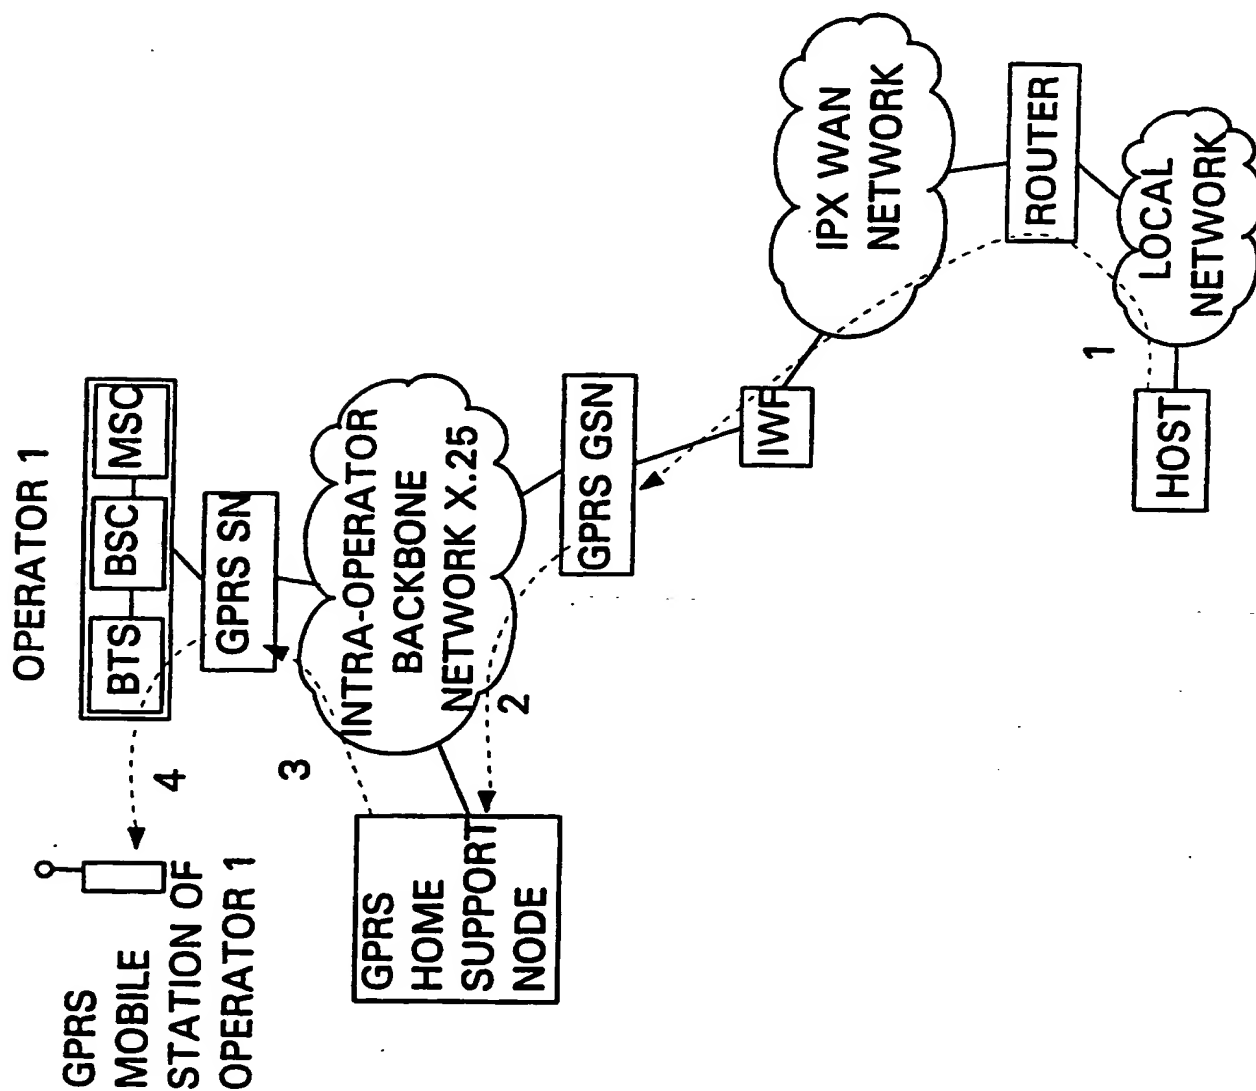 OPERATOR 1
BTS
BSC
MSC
GPRS
MOBILE
STATION OF
OPERATOR 1
4
GPRS SN
3
INTRA-OPERATOR
BACKBONE
NETWORK X.25
GPRS
HOME
SUPPORT
NODE
2
GPRS GSN
IWF
IPX WAN
NETWORK
ROUTER
LOCAL
NETWORK
1
HOST